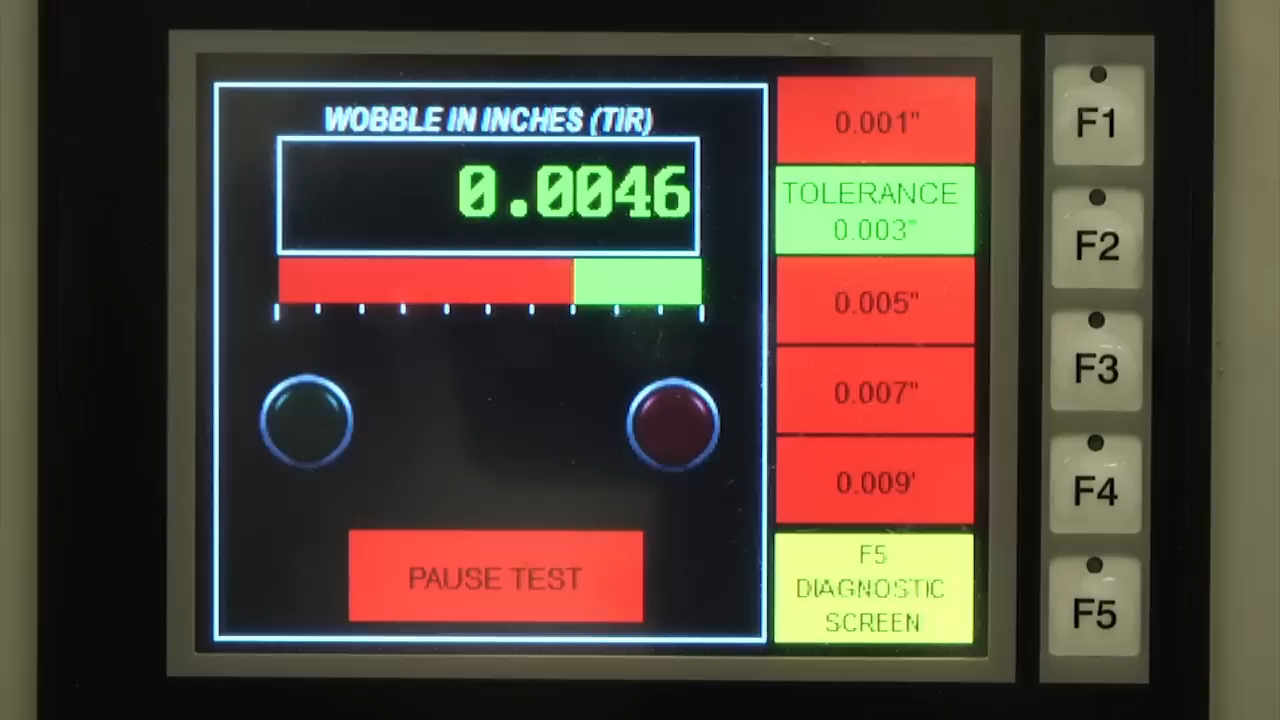 WOBBLE IN INCHES (TIR)
0.0046
PAUSE TEST
0.001"
TOLERANCE
0.003"
0.005"
0.007"
0.009'
F5
DIAGNOSTIC
SCREEN
F1
F2
F3
F4
F5